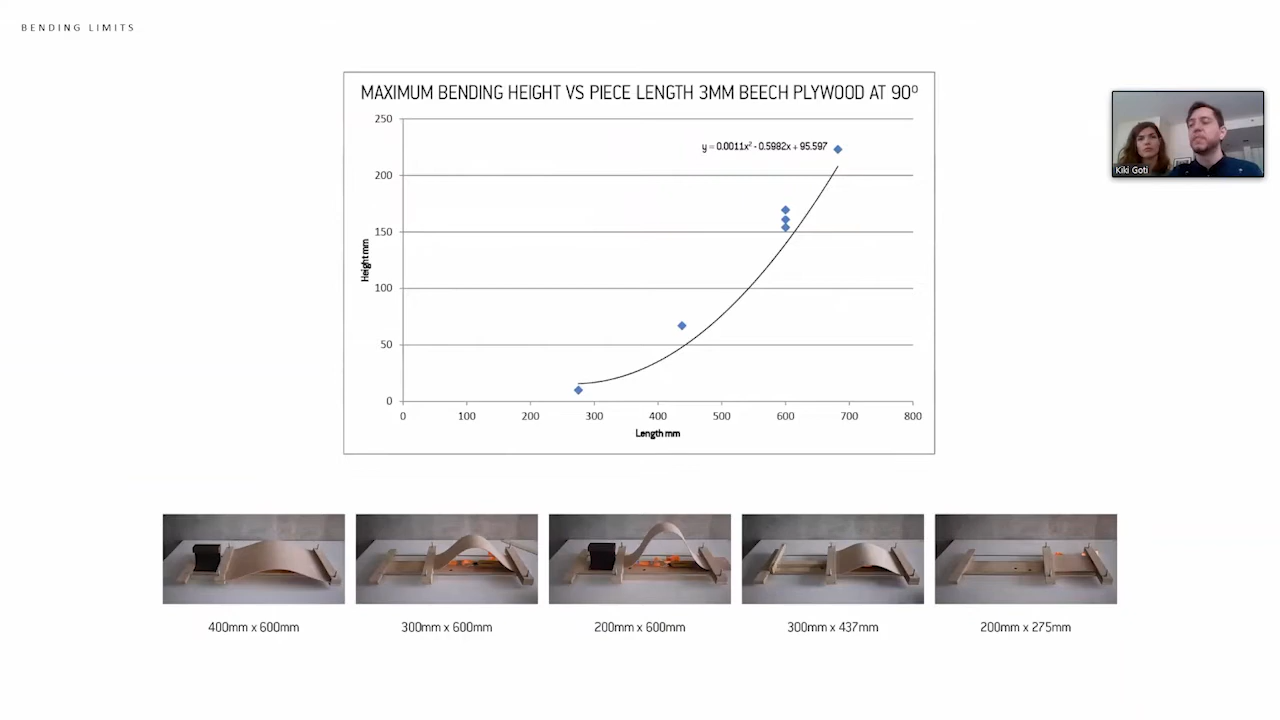 BENDING LIMITS
MAXIMUM BENDING HEIGHT VS PIECE LENGTH 3MM BEECH PLYWOOD AT 90º
250
y = 0.0011x² - 0.5982x + 95.597
200
150
100
50
0
Height mm
0 100 200 300 400 500 600 700 800
Length mm
Kiki Goti
400mm x 600mm
300mm x 600mm
200mm x 600mm
300mm x 437mm
200mm x 275mm